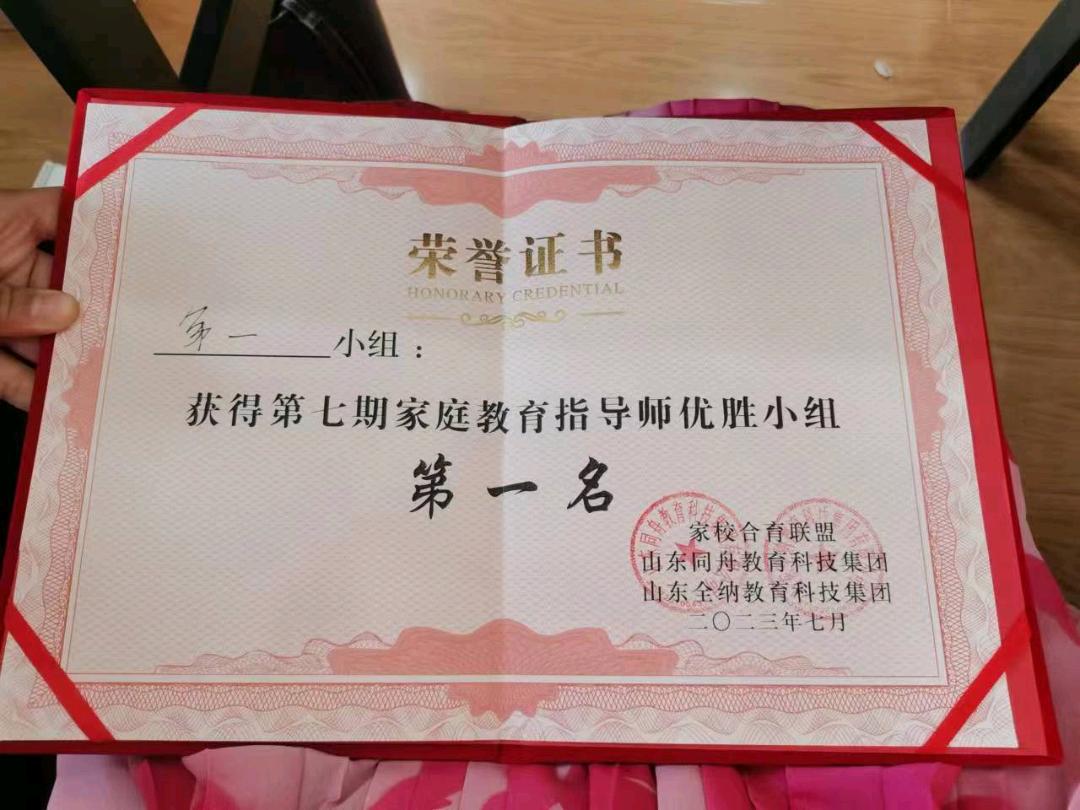 荣誉证书
HONORARY CREDENTIAL
第一小组：
获得第七期家庭教育指导师优胜小组
第一名
家校合育联盟
山东同舟教育科技集团
山东全纳教育科技集团
二〇二三年七月